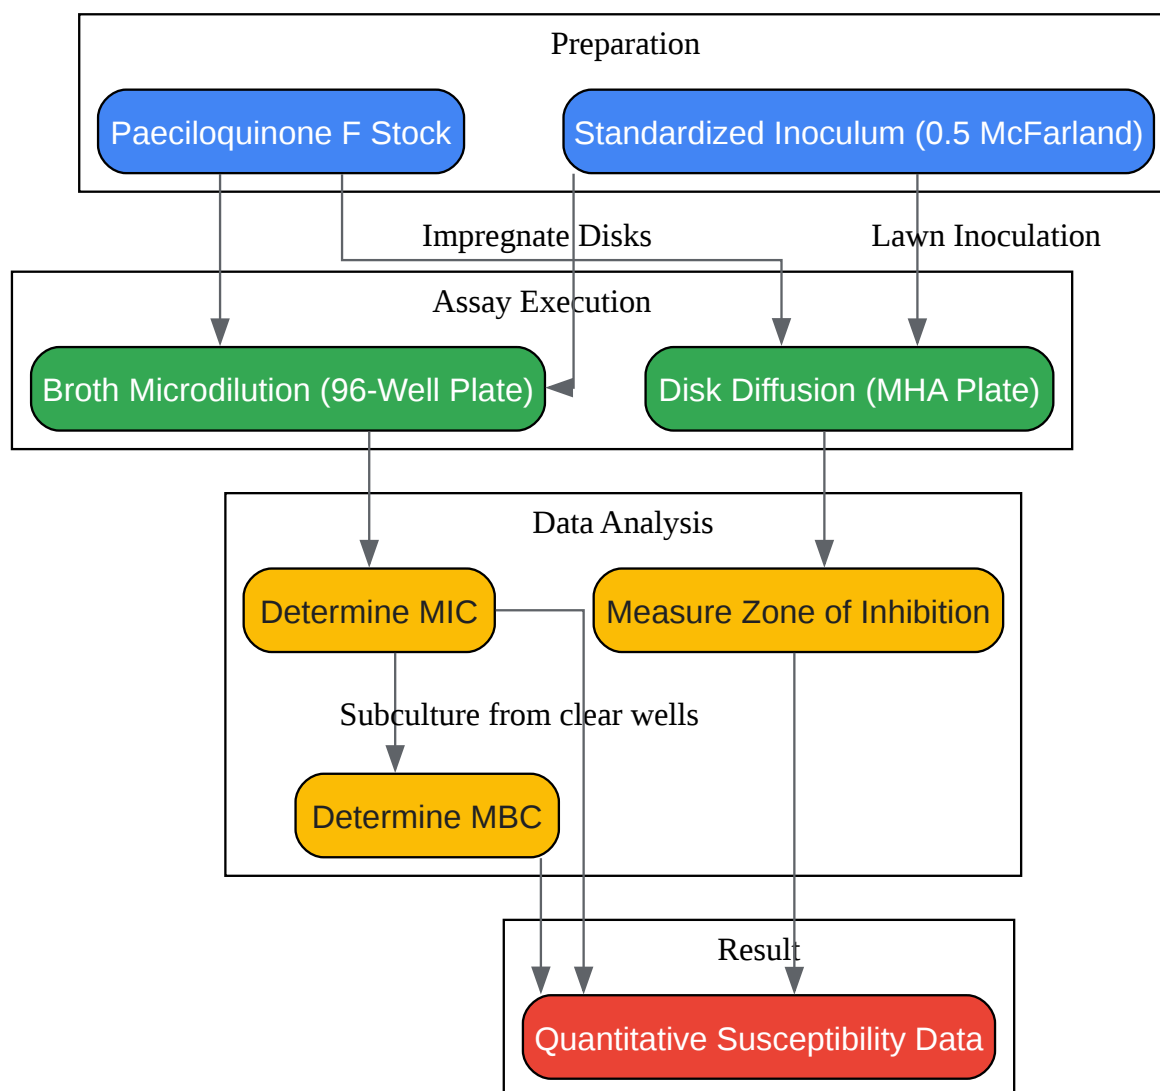 Preparation
Paeciloquinone F Stock
Standardized Inoculum (0.5 McFarland)
Impregnate Disks
Lawn Inoculation
Assay Execution
Broth Microdilution (96-Well Plate)
Disk Diffusion (MHA Plate)
Data Analysis
Determine MIC
Measure Zone of Inhibition
Subculture from clear wells
Determine MBC
Result
Quantitative Susceptibility Data